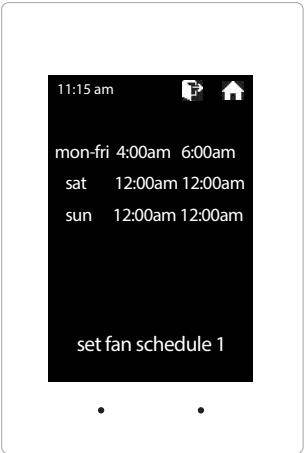 11:15 am
mon-fri 4:00am 6:00am
sat 12:00am 12:00am
sun 12:00am 12:00am
set fan schedule 1